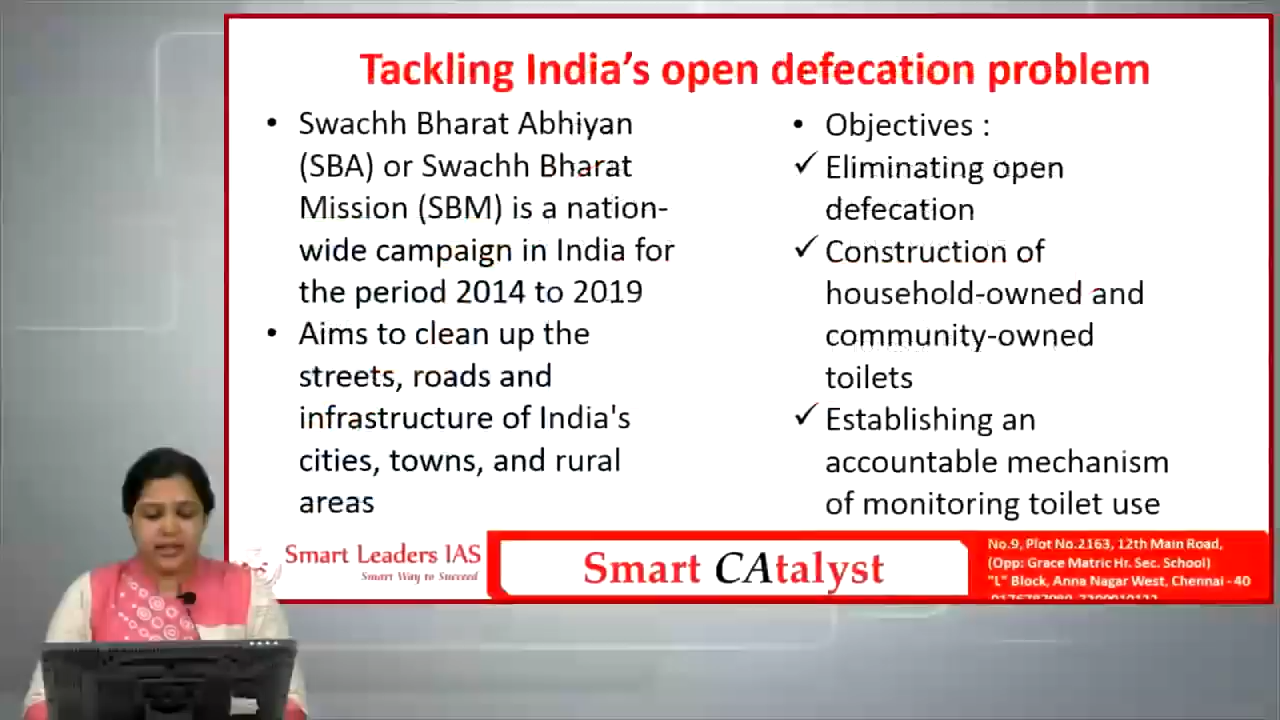 Tackling India's open defecation problem
• Swachh Bharat Abhiyan
(SBA) or Swachh Bharat
Mission (SBM) is a nation-
wide campaign in India for
the period 2014 to 2019
• Aims to clean up the
streets, roads and
infrastructure of India's
cities, towns, and rural
areas
• Objectives :
✓ Eliminating open
defecation
✓ Construction of
household-owned and
community-owned
toilets
✓ Establishing an
accountable mechanism
of monitoring toilet use
Smart Leaders IAS
Smart Way to Succeed
Smart CAtalyst
No.9, Plot No.2163, 12th Main Road,
(Opp: Grace Matric Hr. Sec. School)
"L" Block, Anna Nagar West, Chennai - 40